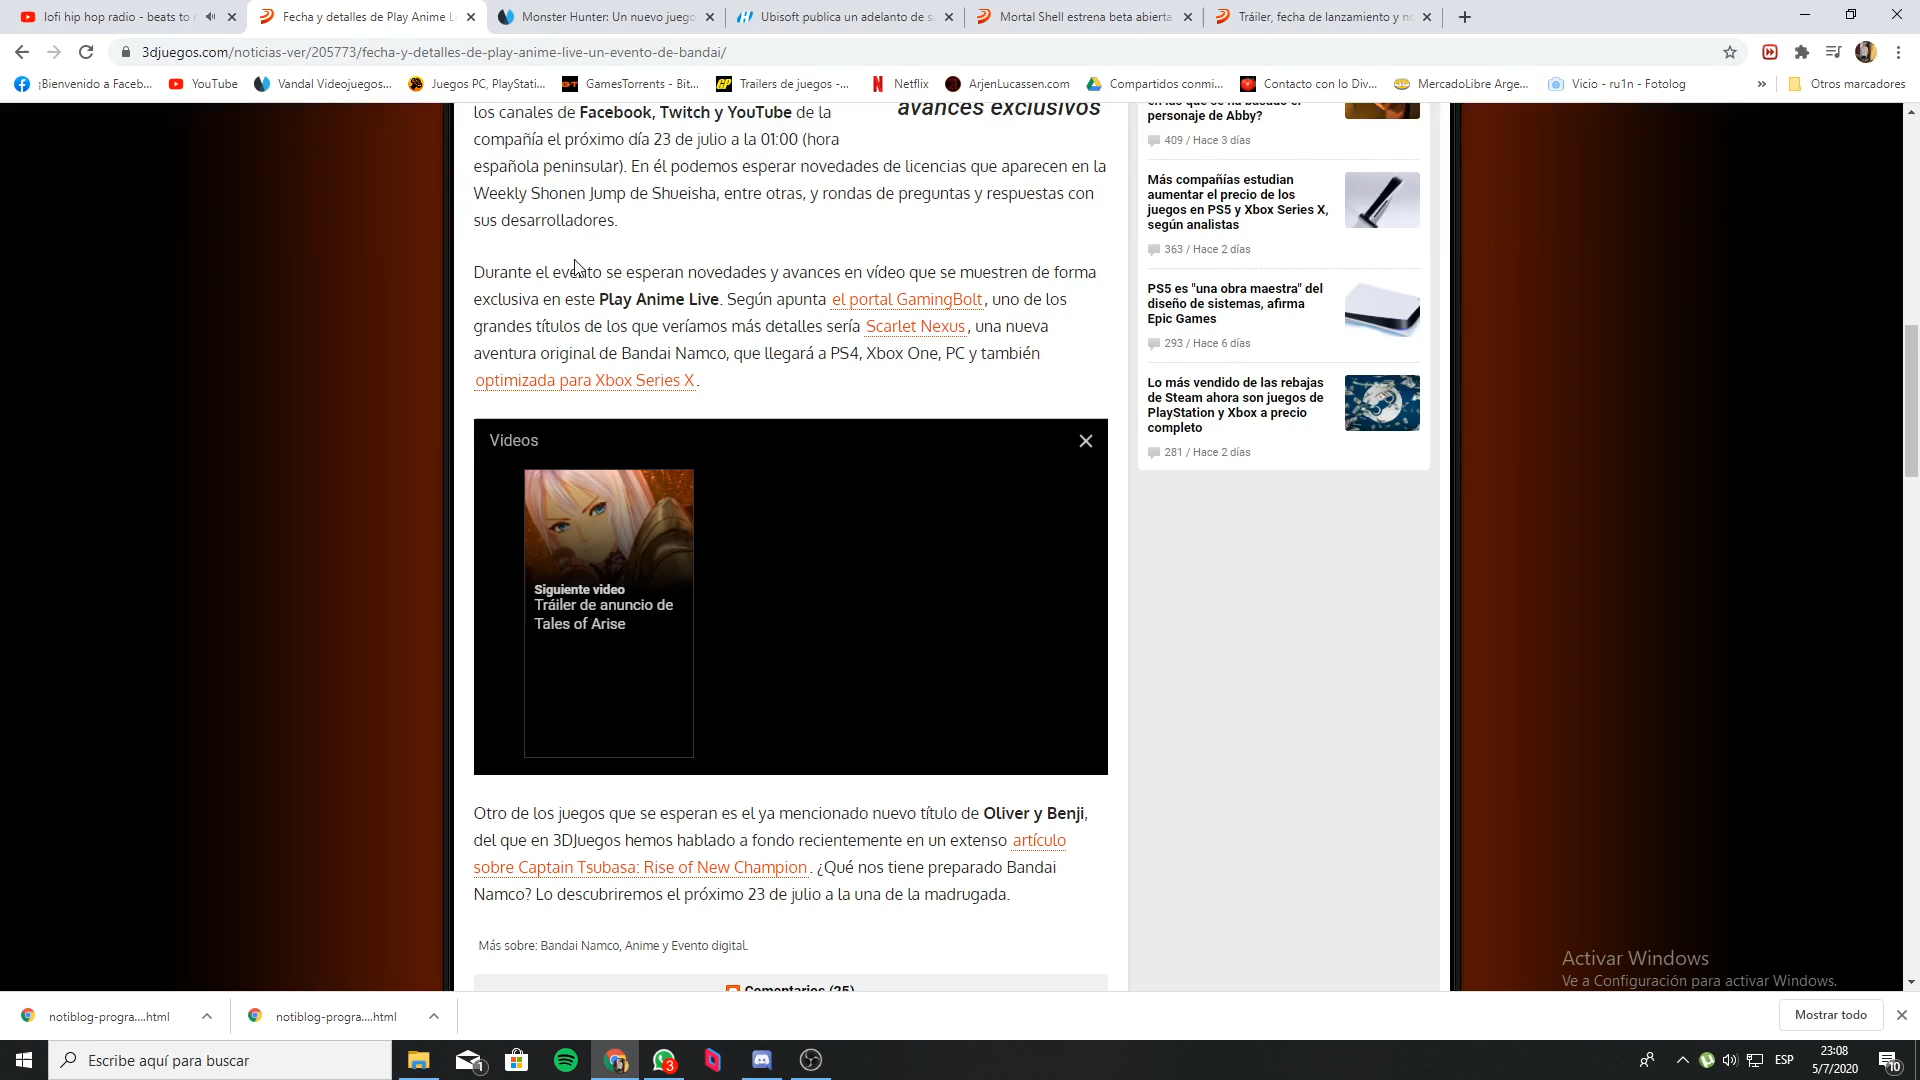 lofi hip hop radio - beats to
Fecha y detalles de Play Anime Li
Monster Hunter: Un nuevo juego
Ubisoft publica un adelanto de su
Mortal Shell estrena beta abierta
Tráiler, fecha de lanzamiento y no
3djuegos.com/noticias-ver/205773/fecha-y-detalles-de-play-anime-live-un-evento-de-bandai/
¡Bienvenido a Faceb...
YouTube
Vandal Videojuegos...
Juegos PC, PlayStati...
GamesTorrents - Bit...
Trailers de juegos -...
Netflix
ArjenLucassen.com
Compartidos conmi...
Contacto con lo Div...
MercadoLibre Arge...
Vicio - ru1n - Fotolog
»
Otros marcadores
los canales de Facebook, Twitch y YouTube de la
avances exclusivos
compañía el próximo día 23 de julio a la 01:00 (hora
española peninsular). En él podemos esperar novedades de licencias que aparecen en la
Weekly Shonen Jump de Shueisha, entre otras, y rondas de preguntas y respuestas con
sus desarrolladores.
Durante el evento se esperan novedades y avances en vídeo que se muestren de forma
exclusiva en este Play Anime Live. Según apunta el portal GamingBolt, uno de los
grandes títulos de los que veríamos más detalles sería Scarlet Nexus, una nueva
aventura original de Bandai Namco, que llegará a PS4, Xbox One, PC y también
optimizada para Xbox Series X.
Videos
Siguiente video
Tráiler de anuncio de
Tales of Arise
Otro de los juegos que se esperan es el ya mencionado nuevo título de Oliver y Benji,
del que en 3DJuegos hemos hablado a fondo recientemente en un extenso artículo
sobre Captain Tsubasa: Rise of New Champion. ¿Qué nos tiene preparado Bandai
Namco? Lo descubriremos el próximo 23 de julio a la una de la madrugada.
Más sobre: Bandai Namco, Anime y Evento digital.
Comentarios (25)
en las que se ha basado el
personaje de Abby?
409 / Hace 3 días
Más compañías estudian
aumentar el precio de los
juegos en PS5 y Xbox Series X,
según analistas
363 / Hace 2 días
PS5 es "una obra maestra" del
diseño de sistemas, afirma
Epic Games
293 / Hace 6 días
Lo más vendido de las rebajas
de Steam ahora son juegos de
PlayStation y Xbox a precio
completo
281 / Hace 2 días
Activar Windows
Ve a Configuración para activar Windows.
notiblog-progra....html
notiblog-progra....html
Mostrar todo
Escribe aquí para buscar
1
3
ESP
23:08
5/7/2020
10